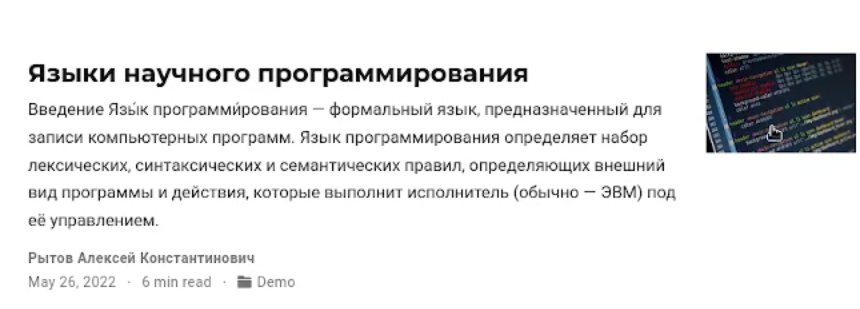 Языки научного программирования
Введение Язы́к программи́рования — формальный язык, предназначенный для
записи компьютерных программ. Язык программирования определяет набор
лексических, синтаксических и семантических правил, определяющих внешний
вид программы и действия, которые выполнит исполнитель (обычно — ЭВМ) под
её управлением.
Рытов Алексей Константинович
May 26, 2022 · 6 min read · Demo